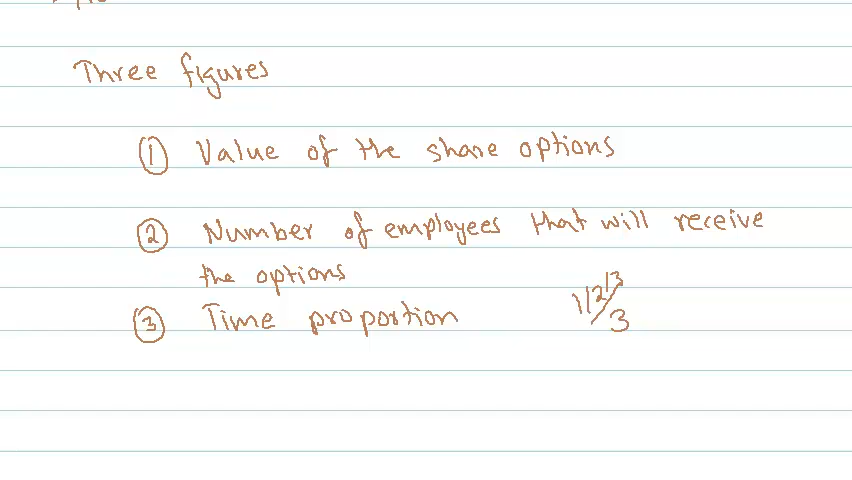 Three figures
① Value of the share options
② Number of employees that will receive
the options
③ Time proportion 1/2/3/3